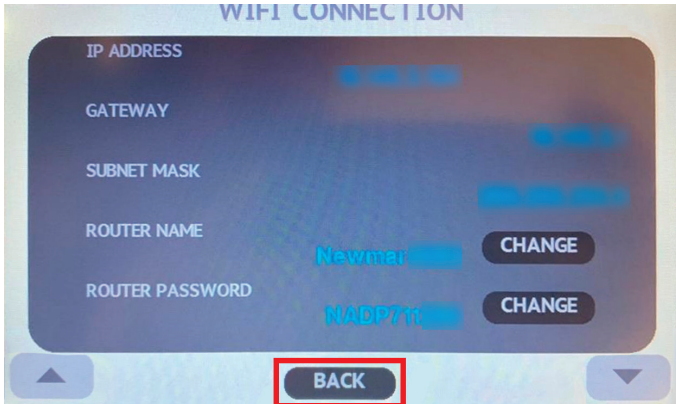 WIFI CONNECTION
IP ADDRESS
GATEWAY
SUBNET MASK
ROUTER NAME
Newmar
CHANGE
ROUTER PASSWORD
NADP711
CHANGE
BACK